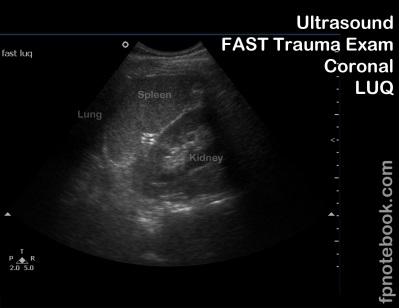 Ultrasound
FAST Trauma Exam
Coronal
LUQ
fast luq
Spleen
Lung
Kidney
T
P R
2.0 5.0
fpnotebook.com